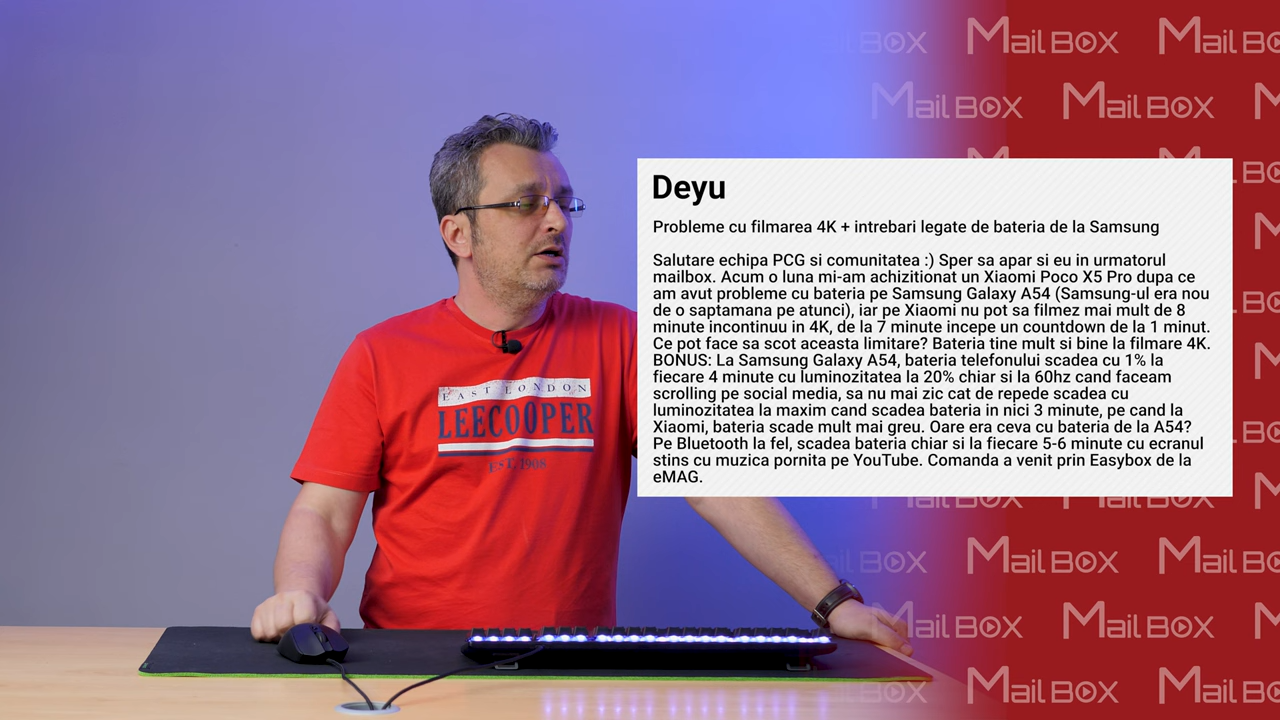 MailBox
MailBox
MailBox
MailBox
Deyu
Probleme cu filmarea 4K + intrebari legate de bateria de la Samsung
Salutare echipa PCG si comunitatea :) Sper sa apar si eu in urmatorul
mailbox. Acum o luna mi-am achizitionat un Xiaomi Poco X5 Pro dupa ce
am avut probleme cu bateria pe Samsung Galaxy A54 (Samsung-ul era nou
de o saptamana pe atunci), iar pe Xiaomi nu pot sa filmez mai mult de 8
minute incontinuu in 4K, de la 7 minute incepe un countdown de la 1 minut.
Ce pot face sa scot aceasta limitare? Bateria tine mult si bine la filmare 4K.
BONUS: La Samsung Galaxy A54, bateria telefonului scadea cu 1% la
fiecare 4 minute cu luminozitatea la 20% chiar si la 60hz cand faceam
scrolling pe social media, sa nu mai zic cat de repede scadea cu
luminozitatea la maxim cand scadea bateria in nici 3 minute, pe cand la
Xiaomi, bateria scade mult mai greu. Oare era ceva cu bateria de la A54?
Pe Bluetooth la fel, scadea bateria chiar si la fiecare 5-6 minute cu ecranul
stins cu muzica pornita pe YouTube. Comanda a venit prin Easybox de la
eMAG.
EAST LONDON
LEE COOPER
EST. 1908
MailBox
MailBox
MailBox
MailBox